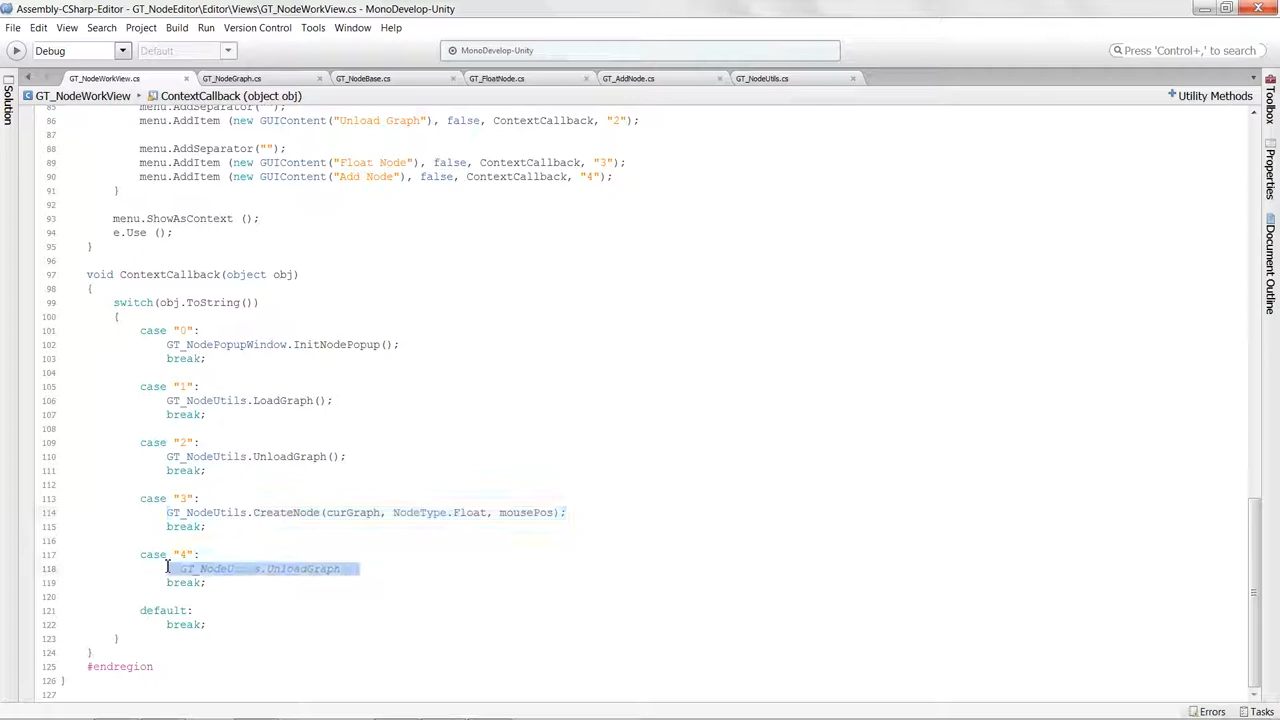 Assembly-CSharp-Editor - GT_NodeEditor\Editor\Views\GT_NodeWorkView.cs - MonoDevelop-Unity
File Edit View Search Project Build Run Version Control Tools Window Help
Debug Default MonoDevelop-Unity Press 'Control+,' to search
GT_NodeWorkView.cs GT_NodeGraph.cs GT_NodeBase.cs GT_FloatNode.cs GT_AddNode.cs GT_NodeUtils.cs
GT_NodeWorkView ContextCallback (object obj) Utility Methods
Solution
Toolbox
Properties
Document Outline
85 menu.AddSeparator("");
86 menu.AddItem (new GUIContent("Unload Graph"), false, ContextCallback, "2");
87
88 menu.AddSeparator("");
89 menu.AddItem (new GUIContent("Float Node"), false, ContextCallback, "3");
90 menu.AddItem (new GUIContent("Add Node"), false, ContextCallback, "4");
91 }
92
93 menu.ShowAsContext ();
94 e.Use ();
95 }
96
97 void ContextCallback(object obj)
98 {
99 switch(obj.ToString())
100 {
101 case "0":
102 GT_NodePopupWindow.InitNodePopup();
103 break;
104
105 case "1":
106 GT_NodeUtils.LoadGraph();
107 break;
108
109 case "2":
110 GT_NodeUtils.UnloadGraph();
111 break;
112
113 case "3":
114 GT_NodeUtils.CreateNode(curGraph, NodeType.Float, mousePos);
115 break;
116
117 case "4":
118 GT_NodeUtils.UnloadGraph
119 break;
120
121 default:
122 break;
123 }
124 }
125 #endregion
126 }
127
Errors Tasks